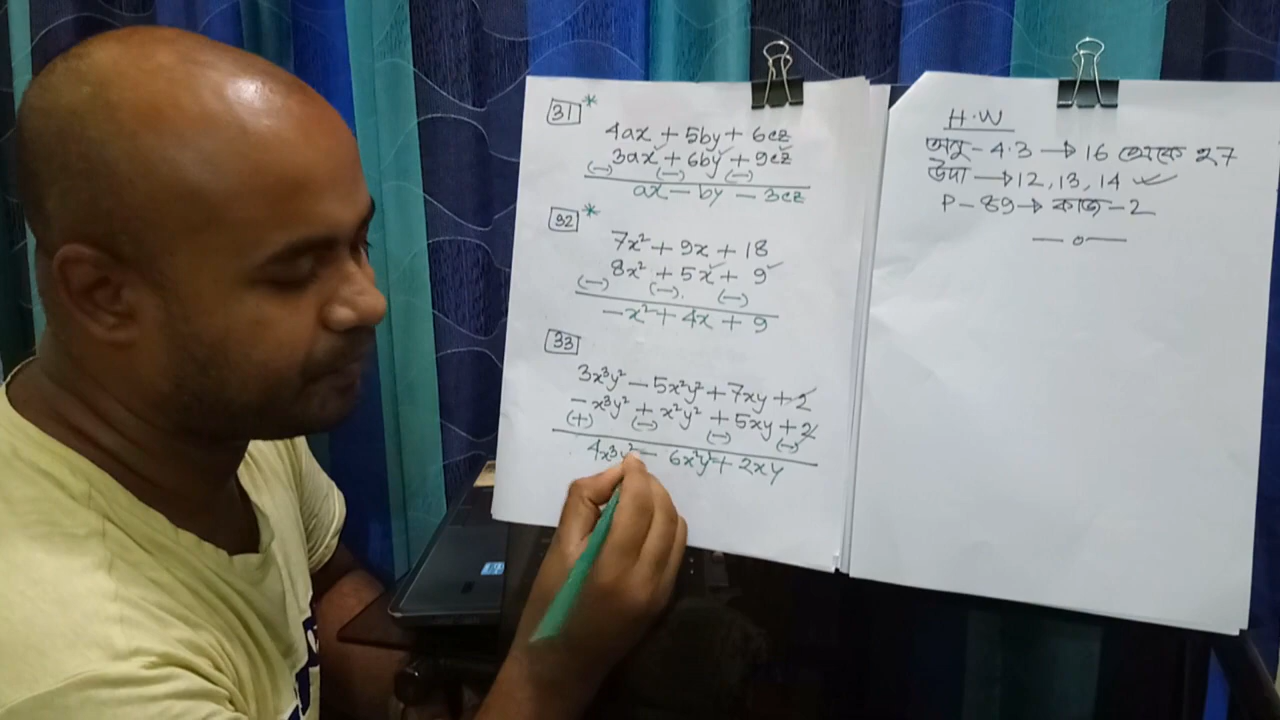 31 *
4ax + 5by + 6cz
3ax + 6by + 9cz
(-) (-) (-)
ax - by - 3cz
32 *
7x² + 9x + 18
8x² + 5x + 9
(-) (-) (-)
-x² + 4x + 9
33
3x³y² - 5x²y² + 7xy + 2
-x³y² + x²y² + 5xy + 2
(+) (-) (-) (-)
4x³y² - 6x²y² + 2xy
H.W
অনু - 4.3 → 16 থেকে 27
উদা → 12, 13, 14 ✓
P - 89 → কাজ - 2
— o —